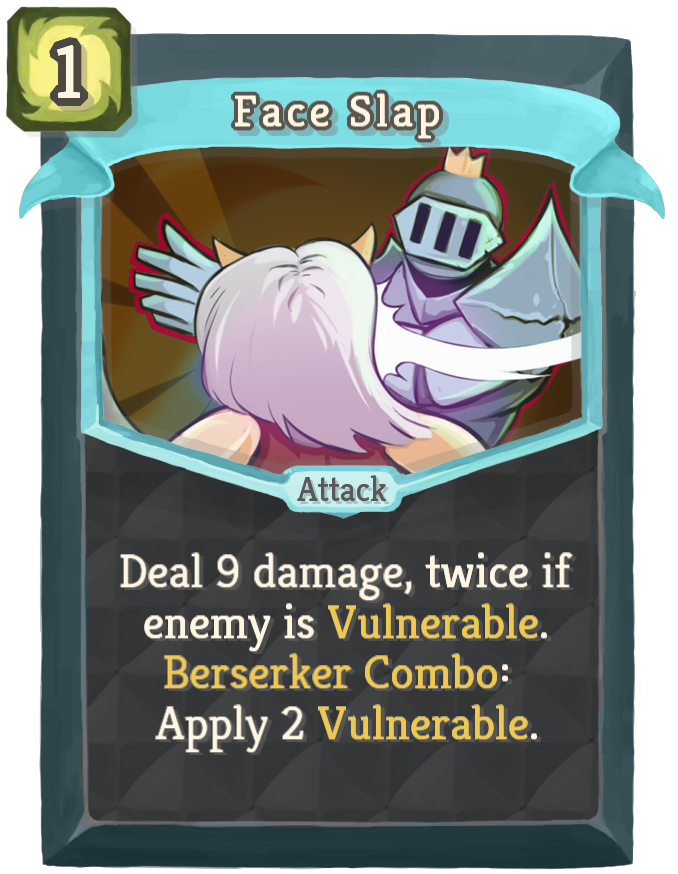 1
Face Slap
Attack
Deal 9 damage, twice if
enemy is Vulnerable.
Berserker Combo:
Apply 2 Vulnerable.